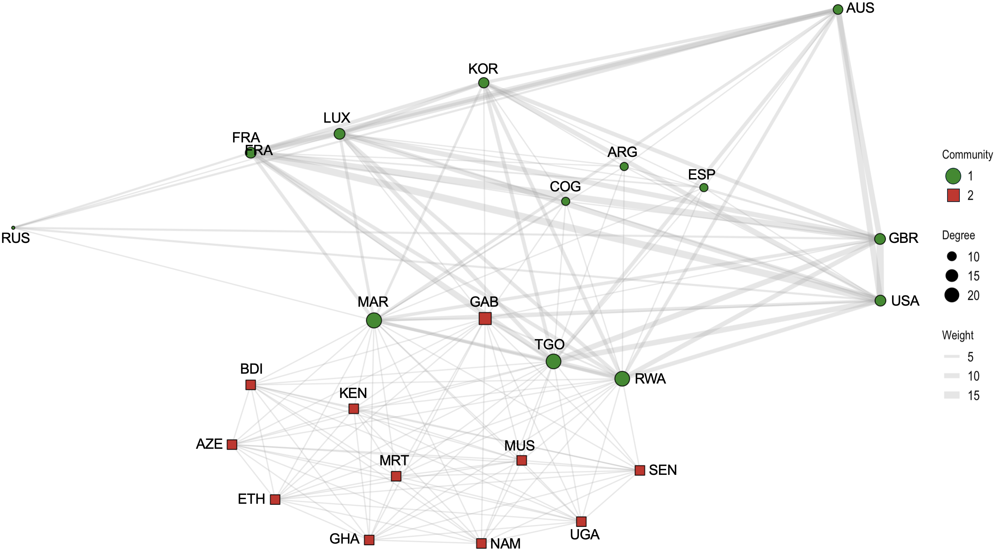 AUS
KOR
LUX
FRA
FRA
ARG
ESP
COG
RUS
GBR
USA
MAR
GAB
TGO
RWA
BDI
KEN
AZE
MUS
MRT
SEN
ETH
UGA
GHA
NAM
Community
1
2
Degree
10
15
20
Weight
5
10
15